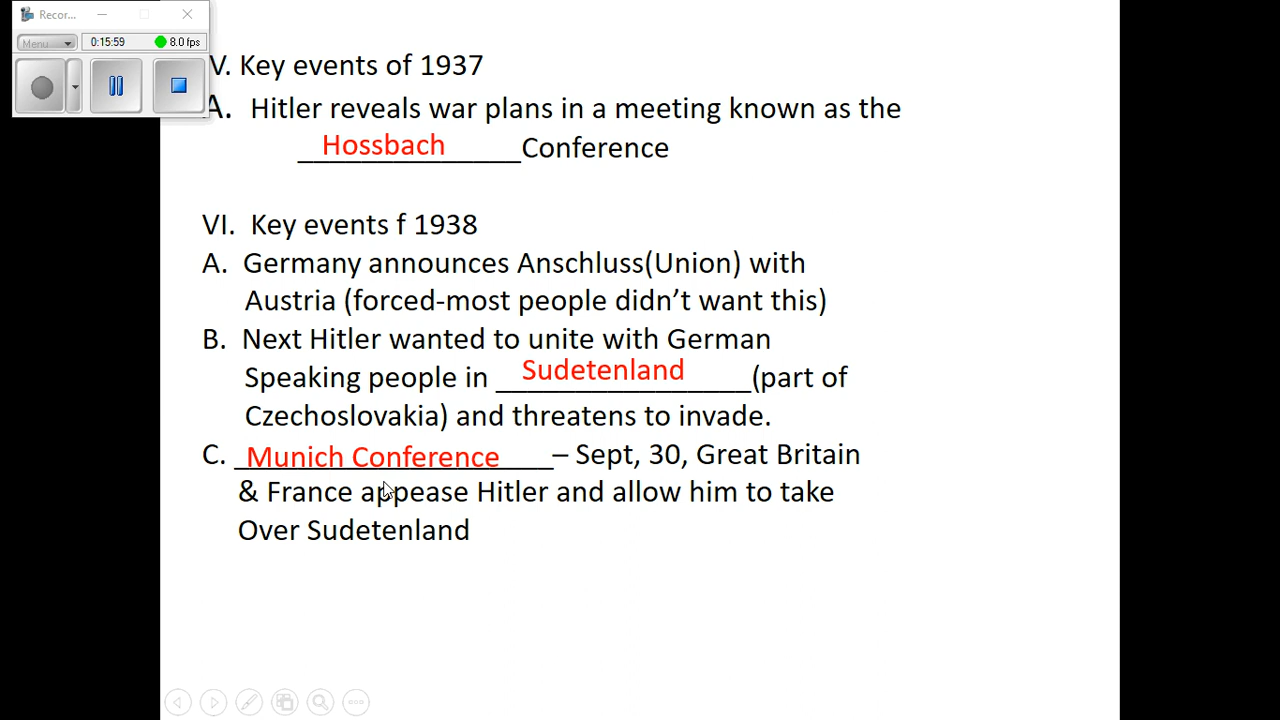 Recor...
Menu
0:15:59
8.0 fps
V. Key events of 1937
A. Hitler reveals war plans in a meeting known as the
_______________Conference
Hossbach
VI. Key events f 1938
A. Germany announces Anschluss(Union) with
Austria (forced-most people didn’t want this)
B. Next Hitler wanted to unite with German
Speaking people in _________________(part of
Sudetenland
Czechoslovakia) and threatens to invade.
C. _____________________– Sept, 30, Great Britain
Munich Conference
& France appease Hitler and allow him to take
Over Sudetenland